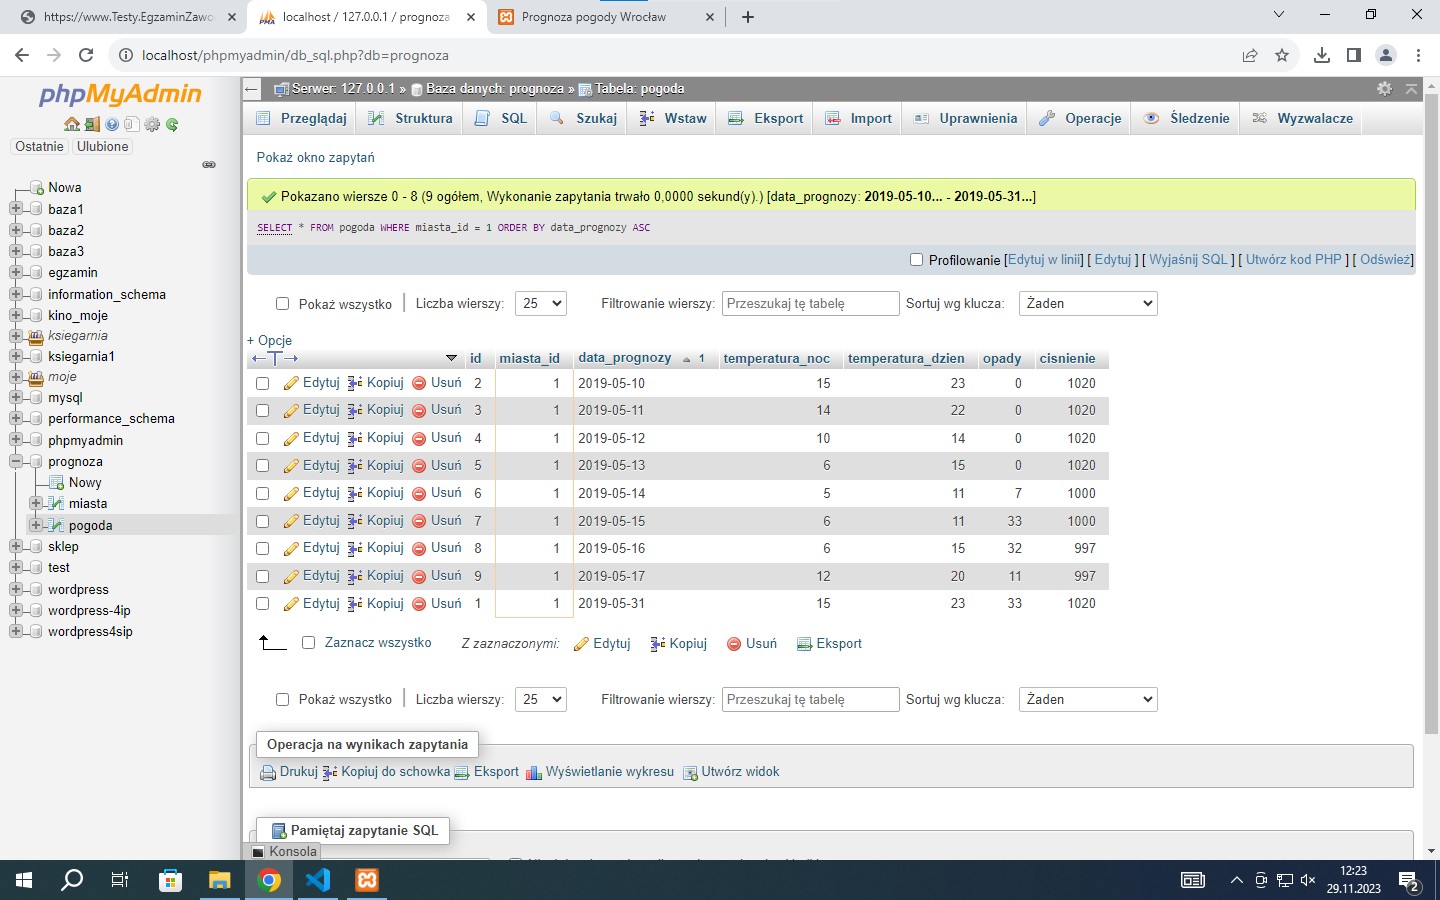 https://www.Testy.EgzaminZawo
localhost / 127.0.0.1 / prognoza
Prognoza pogody Wrocław
localhost/phpmyadmin/db_sql.php?db=prognoza
phpMyAdmin
Ostatnie Ulubione
Nowa
baza1
baza2
baza3
egzamin
information_schema
kino_moje
ksiegarnia
ksiegarnia1
moje
mysql
performance_schema
phpmyadmin
prognoza
Nowy
miasta
pogoda
sklep
test
wordpress
wordpress-4ip
wordpress4sip
Serwer: 127.0.0.1 » Baza danych: prognoza » Tabela: pogoda
Przeglądaj Struktura SQL Szukaj Wstaw Eksport Import Uprawnienia Operacje Śledzenie Wyzwalacze
Pokaż okno zapytań
Pokazano wiersze 0 - 8 (9 ogółem, Wykonanie zapytania trwało 0,0000 sekund(y).) [data_prognozy: 2019-05-10... - 2019-05-31...]
SELECT * FROM pogoda WHERE miasta_id = 1 ORDER BY data_prognozy ASC
Profilowanie [Edytuj w linii] [ Edytuj ] [ Wyjaśnij SQL ] [ Utwórz kod PHP ] [ Odśwież]
Pokaż wszystko Liczba wierszy: 25 Filtrowanie wierszy: Przeszukaj tę tabelę Sortuj wg klucza: Żaden
+ Opcje
←T→ id miasta_id data_prognozy 1 temperatura_noc temperatura_dzien opady cisnienie
Edytuj Kopiuj Usuń 2 1 2019-05-10 15 23 0 1020
Edytuj Kopiuj Usuń 3 1 2019-05-11 14 22 0 1020
Edytuj Kopiuj Usuń 4 1 2019-05-12 10 14 0 1020
Edytuj Kopiuj Usuń 5 1 2019-05-13 6 15 0 1020
Edytuj Kopiuj Usuń 6 1 2019-05-14 5 11 7 1000
Edytuj Kopiuj Usuń 7 1 2019-05-15 6 11 33 1000
Edytuj Kopiuj Usuń 8 1 2019-05-16 6 15 32 997
Edytuj Kopiuj Usuń 9 1 2019-05-17 12 20 11 997
Edytuj Kopiuj Usuń 1 1 2019-05-31 15 23 33 1020
Zaznacz wszystko Z zaznaczonymi: Edytuj Kopiuj Usuń Eksport
Pokaż wszystko Liczba wierszy: 25 Filtrowanie wierszy: Przeszukaj tę tabelę Sortuj wg klucza: Żaden
Operacja na wynikach zapytania
Drukuj Kopiuj do schowka Eksport Wyświetlanie wykresu Utwórz widok
Pamiętaj zapytanie SQL
Konsola
12:23
29.11.2023
2